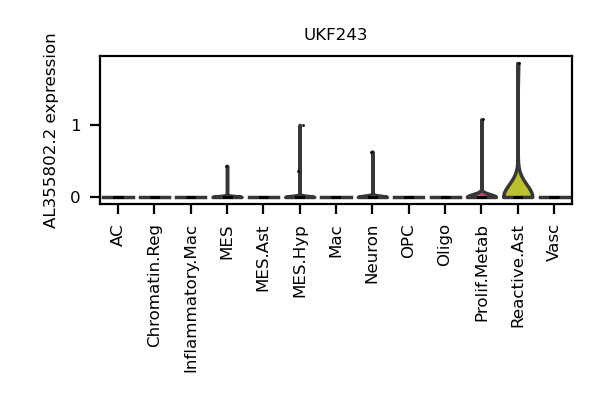 UKF243
AL355802.2 expression
1
0
AC
Chromatin.Reg
Inflammatory.Mac
MES
MES.Ast
MES.Hyp
Mac
Neuron
OPC
Oligo
Prolif.Metab
Reactive.Ast
Vasc